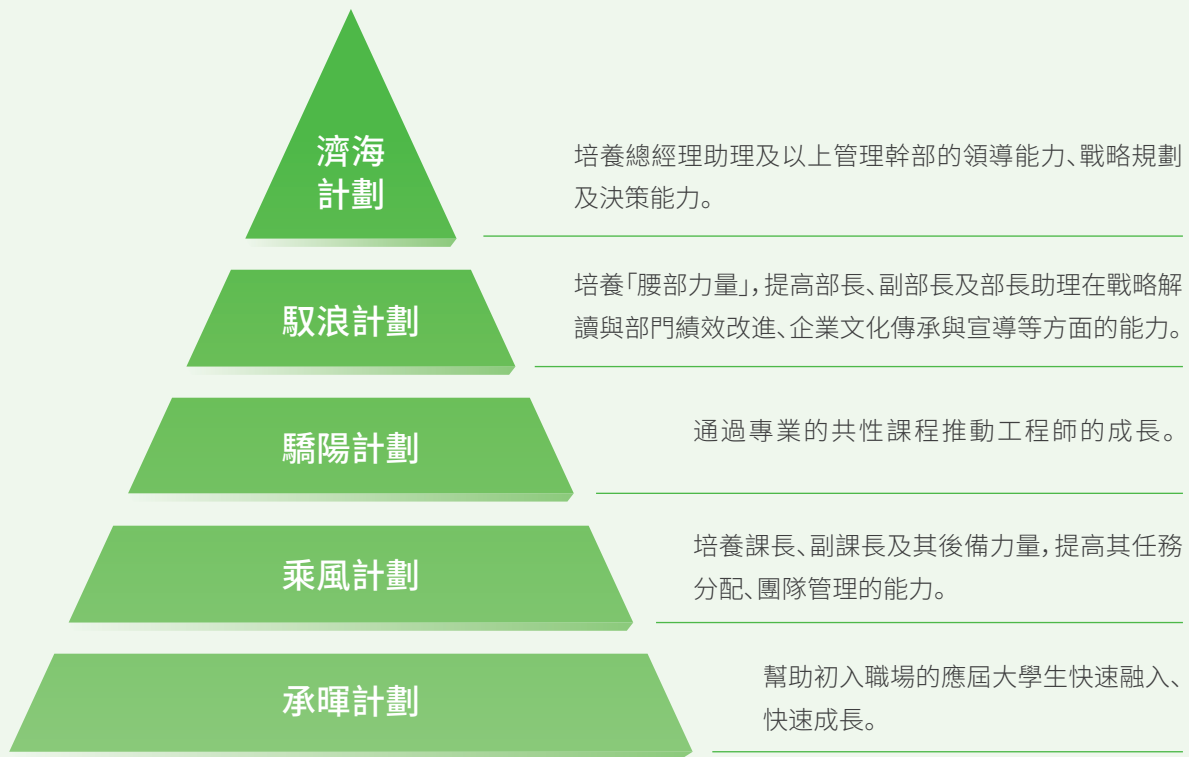 濟海
計劃
培養總經理助理及以上管理幹部的領導能力、戰略規劃
及決策能力。
馭浪計劃
培養「腰部力量」，提高部長、副部長及部長助理在戰略解
讀與部門績效改進、企業文化傳承與宣導等方面的能力。
驕陽計劃
通過專業的共性課程推動工程師的成長。
乘風計劃
培養課長、副課長及其後備力量，提高其任務
分配、團隊管理的能力。
承暉計劃
幫助初入職場的應屆大學生快速融入、
快速成長。